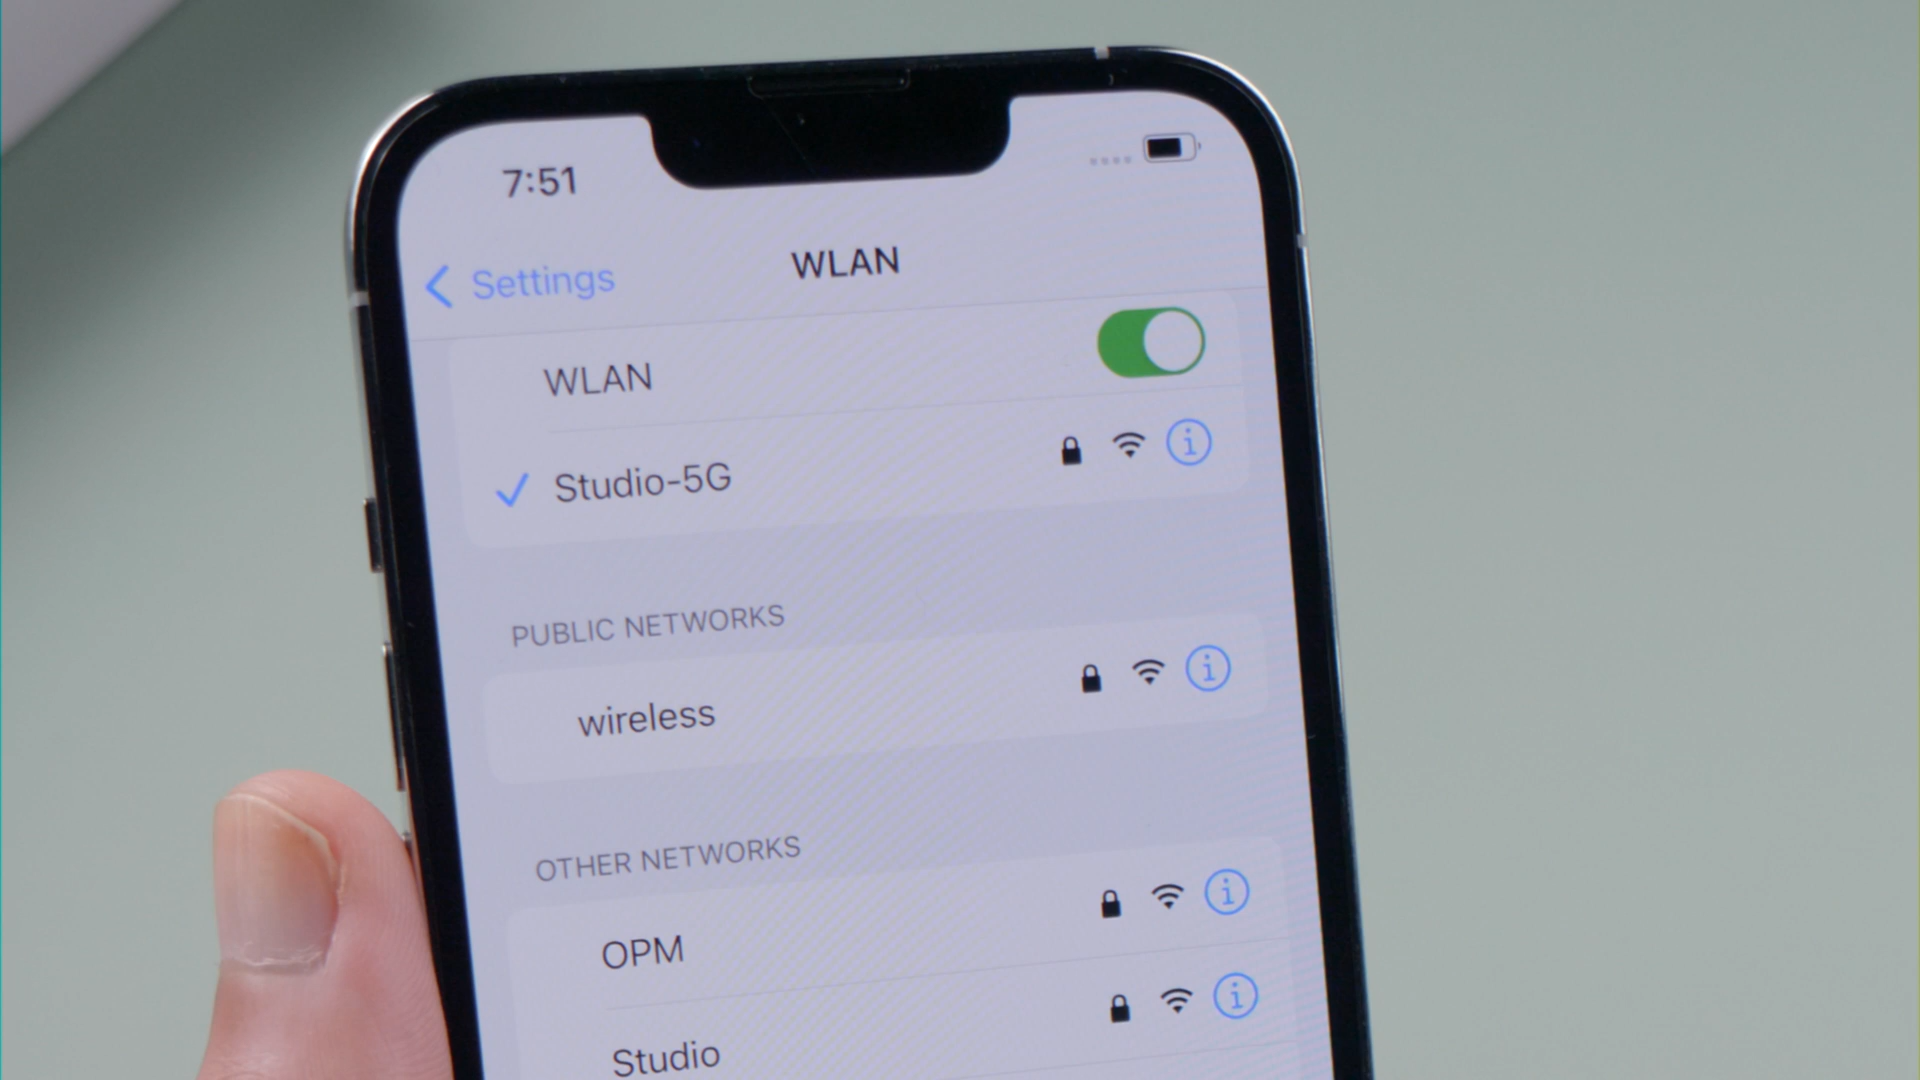 7:51
Settings
WLAN
WLAN
Studio-5G
PUBLIC NETWORKS
wireless
OTHER NETWORKS
OPM
Studio